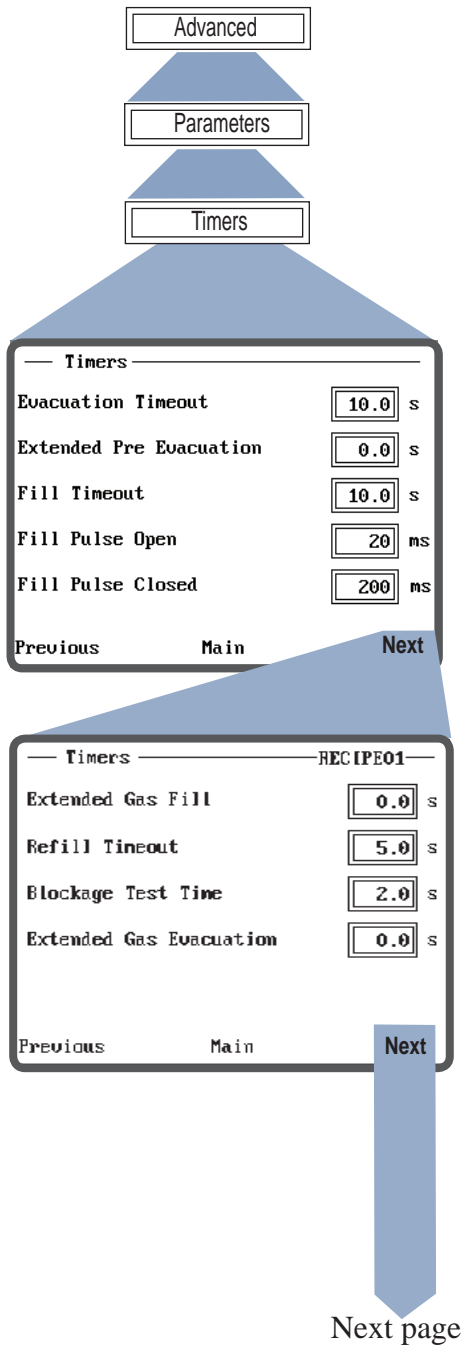 Advanced
Parameters
Timers
Timers
Evacuation Timeout 10.0 s
Extended Pre Evacuation 0.0 s
Fill Timeout 10.0 s
Fill Pulse Open 20 ms
Fill Pulse Closed 200 ms
Previous Main Next
Timers RECIPE01
Extended Gas Fill 0.0 s
Refill Timeout 5.0 s
Blockage Test Time 2.0 s
Extended Gas Evacuation 0.0 s
Previous Main Next
Next page